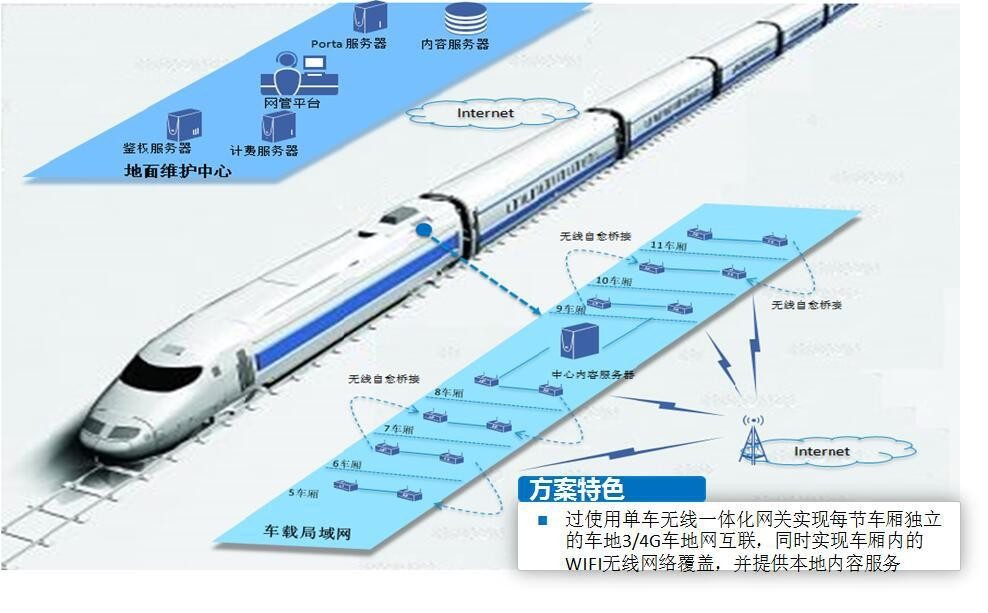 Porta 服务器
内容服务器
网管平台
鉴权服务器
计费服务器
地面维护中心
Internet
无线自愈桥接
11车厢
10车厢
无线自愈桥接
9车厢
中心内容服务器
无线自愈桥接
8车厢
7车厢
6车厢
5车厢
车载局域网
Internet
方案特色
过使用单车无线一体化网关实现每节车厢独立
的车地3/4G车地网互联，同时实现车厢内的
WIFI无线网络覆盖，并提供本地内容服务